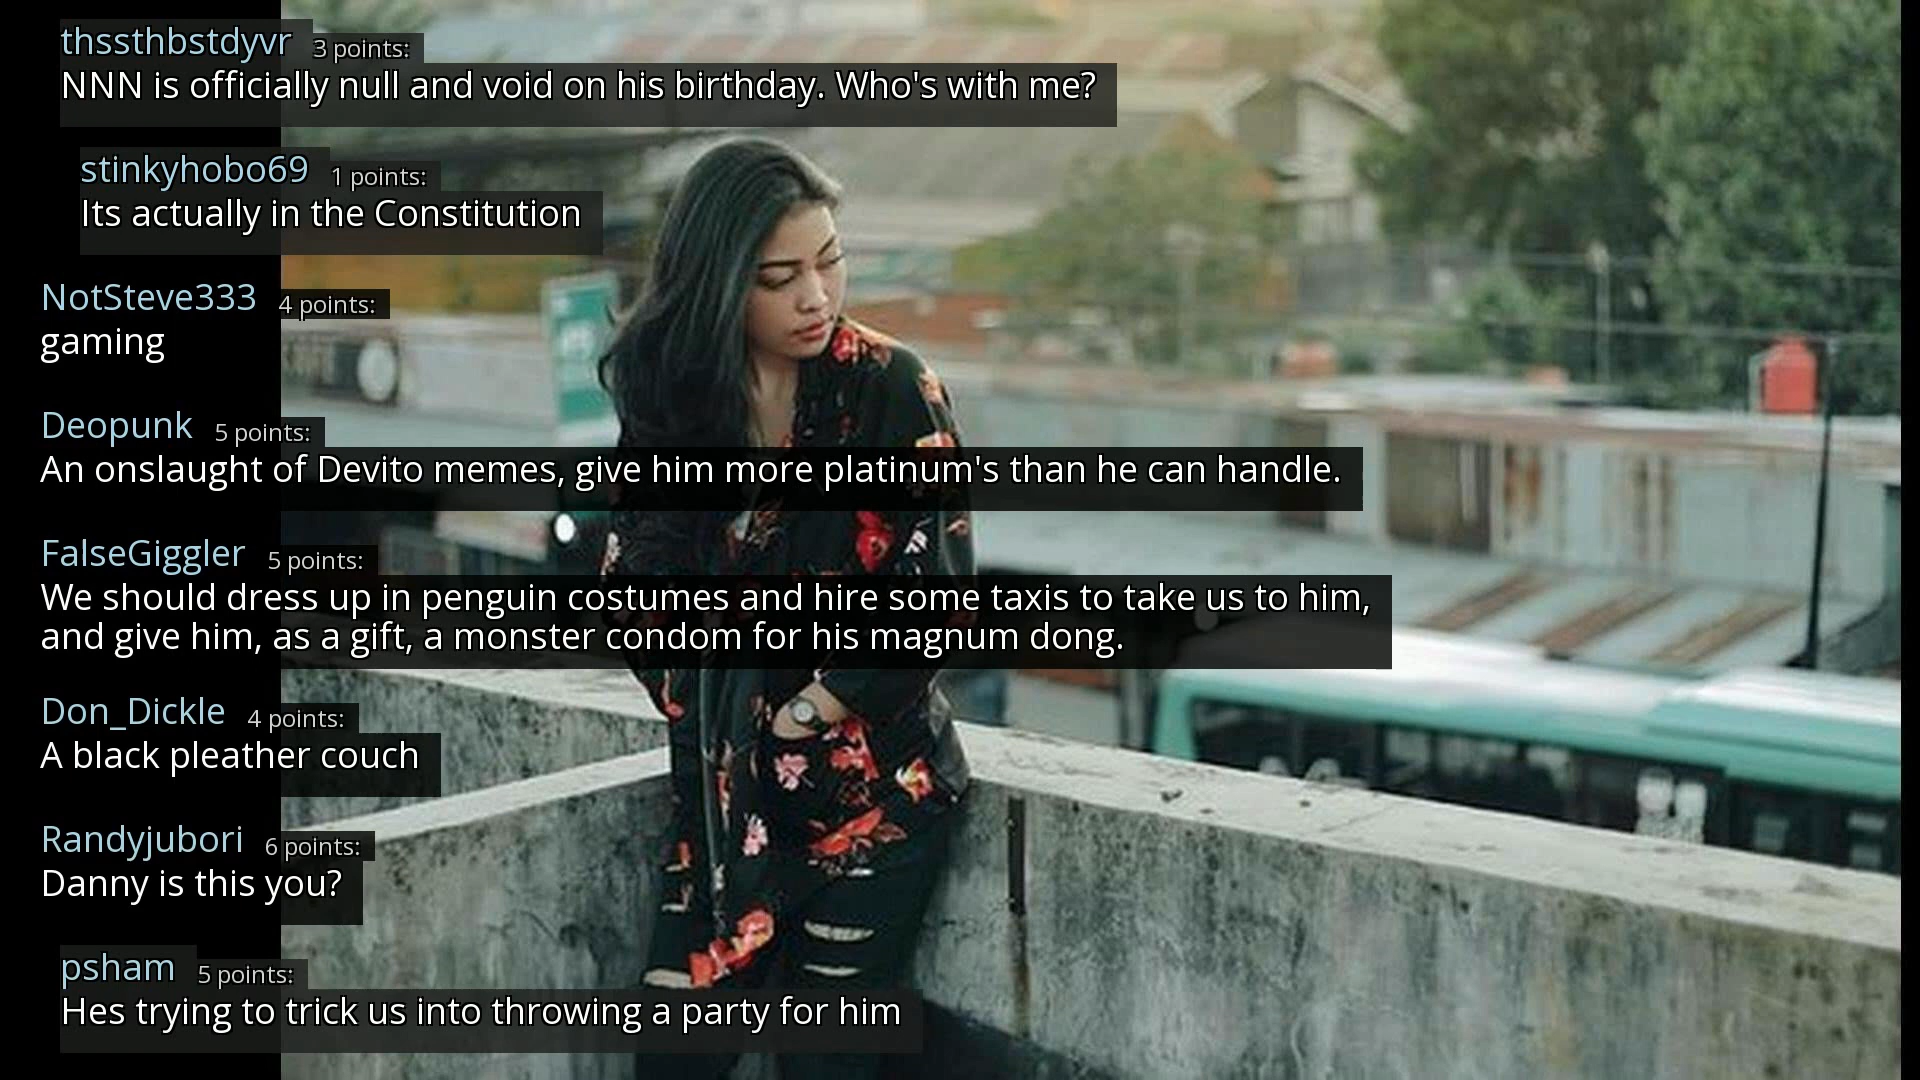 thssthbstdyvr 3 points:
NNN is officially null and void on his birthday. Who's with me?
stinkyhobo69 1 points:
Its actually in the Constitution
NotSteve333 4 points:
gaming
Deopunk 5 points:
An onslaught of Devito memes, give him more platinum's than he can handle.
FalseGiggler 5 points:
We should dress up in penguin costumes and hire some taxis to take us to him,
and give him, as a gift, a monster condom for his magnum dong.
Don_Dickle 4 points:
A black pleather couch
Randyjubori 6 points:
Danny is this you?
psham 5 points:
Hes trying to trick us into throwing a party for him